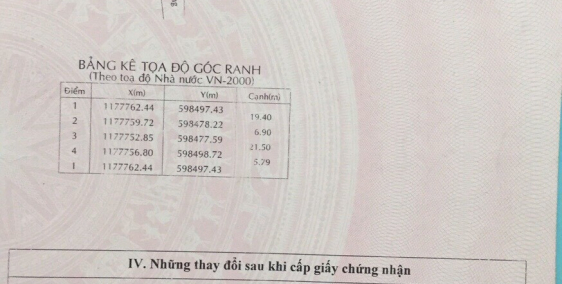 BẢNG KÊ TỌA ĐỘ GÓC RANH
(Theo toạ độ Nhà nước VN-2000)
Điểm X(m) Y(m) Cạnh(m)
1 1177762.44 598497.43
19.40
2 1177759.72 598478.22
6.90
3 1177752.85 598477.59
21.50
4 1177756.80 598498.72
5.79
1 1177762.44 598497.43
IV. Những thay đổi sau khi cấp giấy chứng nhận